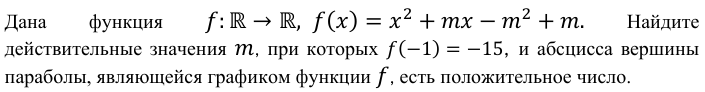 Дана функция f: ℝ → ℝ, f(x) = x² + mx − m² + m. Найдите
действительные значения m, при которых f(−1) = −15, и абсцисса вершины
параболы, являющейся графиком функции f, есть положительное число.